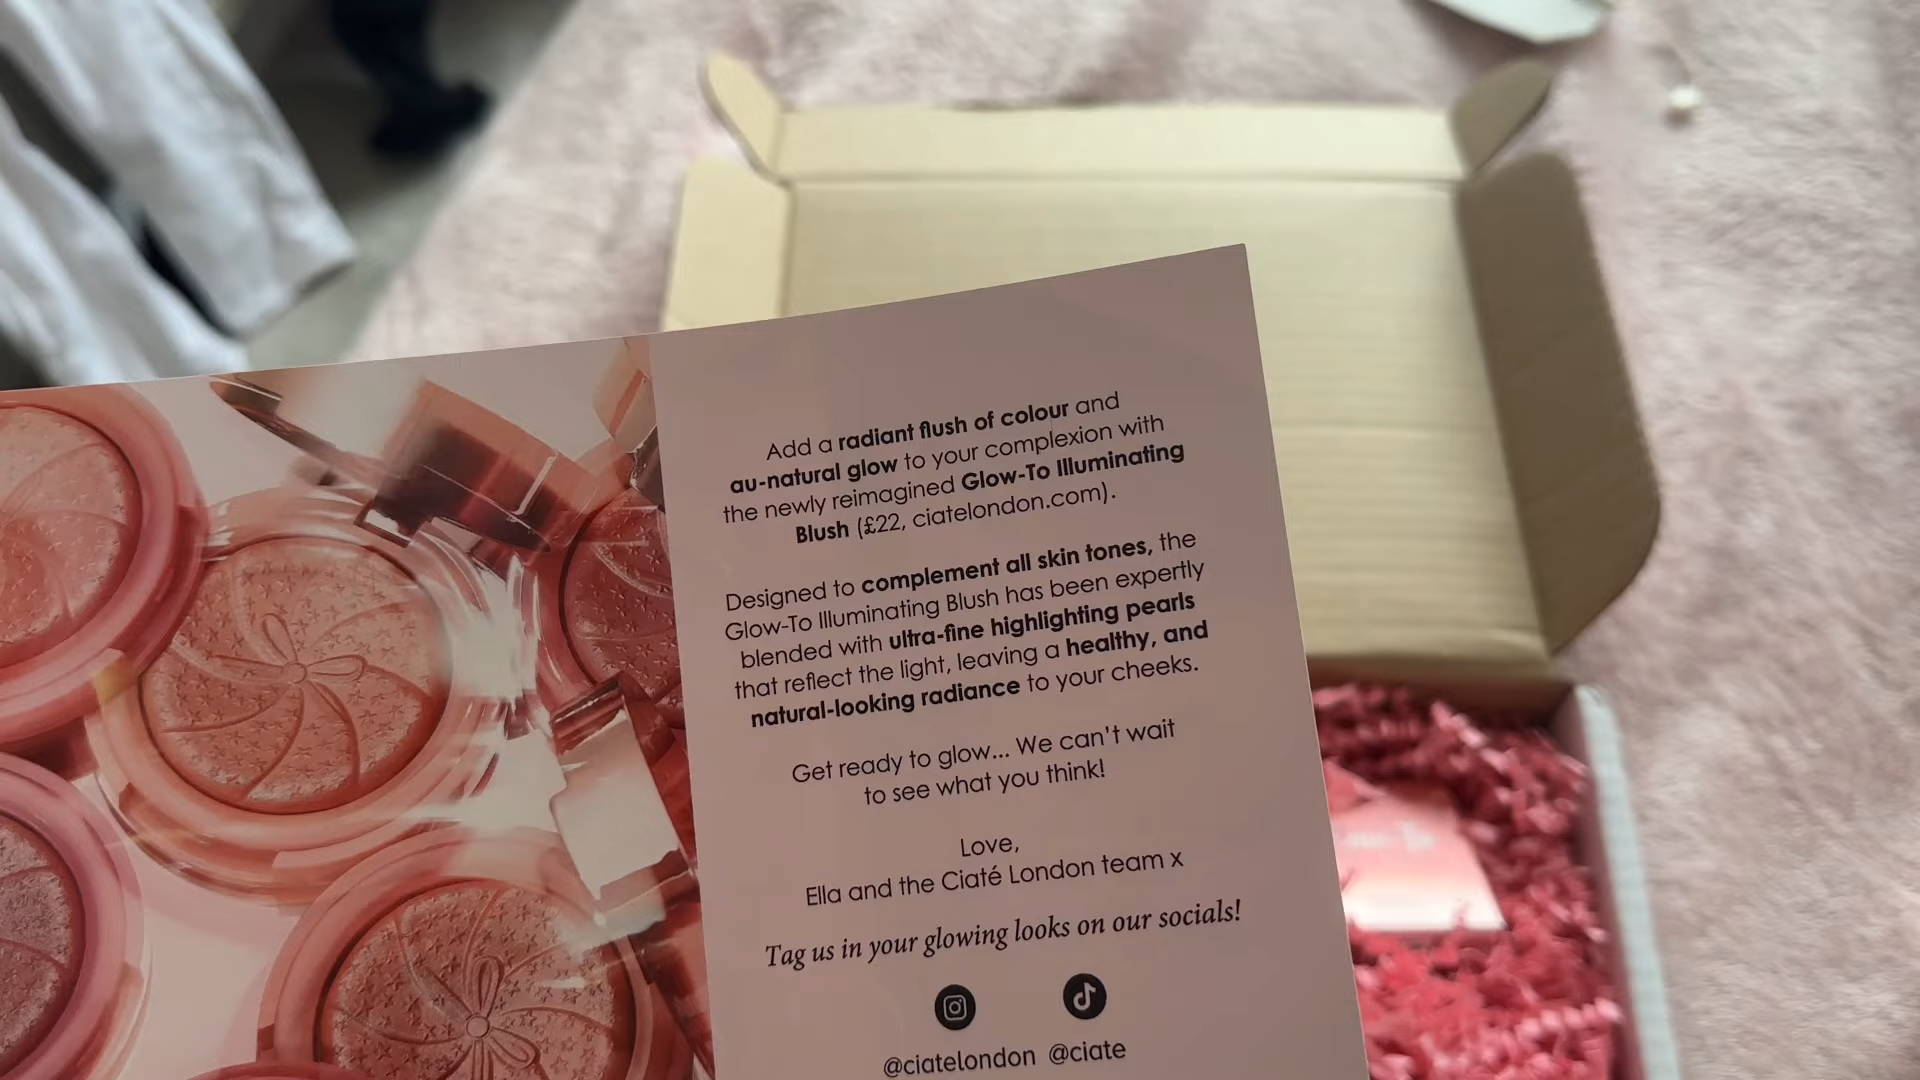 Add a radiant flush of colour and
au-natural glow to your complexion with
the newly reimagined Glow-To Illuminating
Blush (£22, ciatelondon.com).
Designed to complement all skin tones, the
Glow-To Illuminating Blush has been expertly
blended with ultra-fine highlighting pearls
that reflect the light, leaving a healthy, and
natural-looking radiance to your cheeks.
Get ready to glow... We can't wait
to see what you think!
Love,
Ella and the Ciaté London team x
Tag us in your glowing looks on our socials!
@ciatelondon @ciate